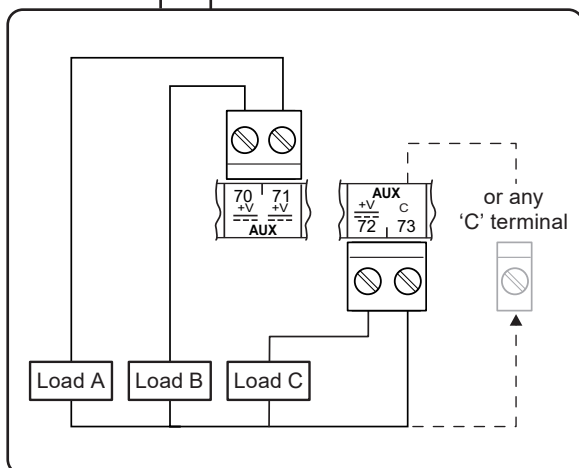 70 71
+V +V
AUX
AUX
+V C
72 73
or any
‘C’ terminal
Load A Load B Load C